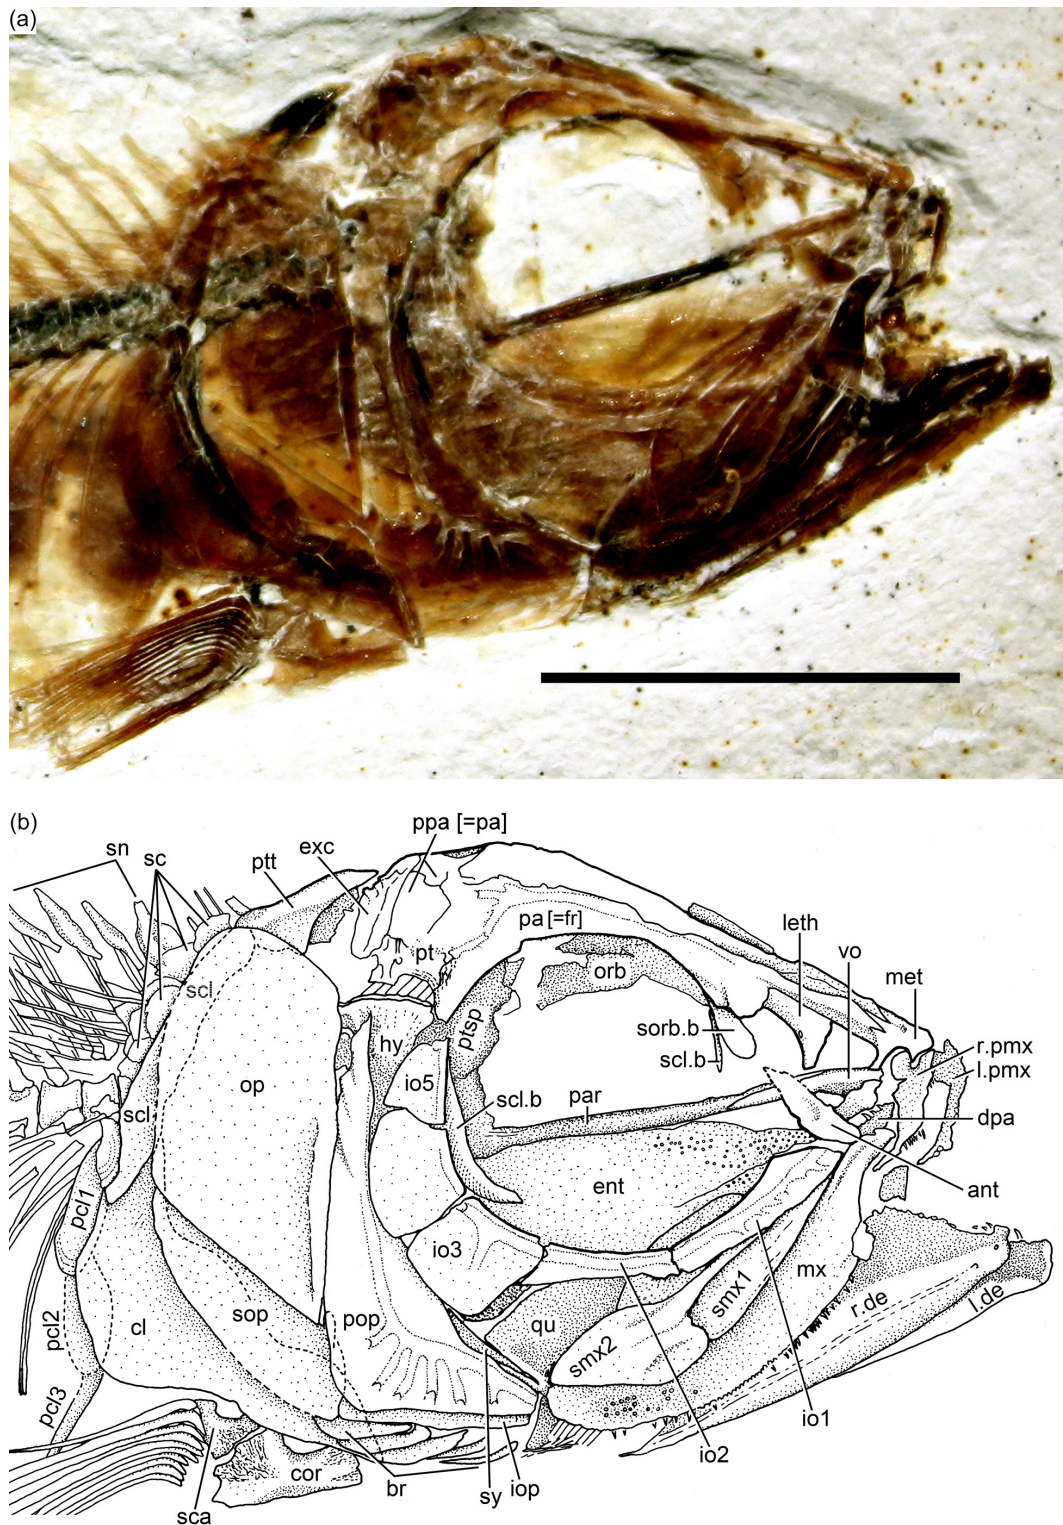 (a)
(b)
ppa [=pa]
sn
sc
ptt
exc
pa [=fr]
leth
vo
met
pt
orb
scl
sorb.b
scl.b
r.pmx
l.pmx
ptsp
hy
io5
op
scl.b
par
dpa
scl
ent
ant
pcl1
io3
mx
smx1
r.de
l.de
pcl2
cl
sop
pop
qu
smx2
pcl3
io1
io2
sca
cor
br
sy
iop